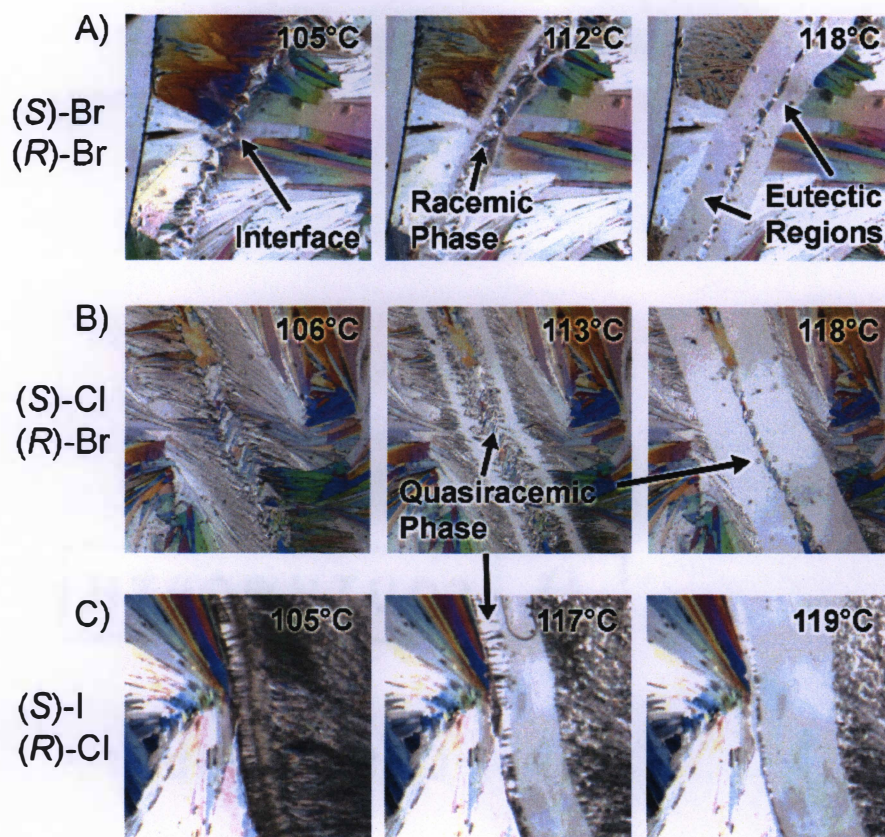 A)
105°C
112°C
118°C
(S)-Br
(R)-Br
Interface
Racemic
Phase
Eutectic
Regions
B)
106°C
113°C
118°C
(S)-Cl
(R)-Br
Quasiracemic
Phase
C)
105°C
117°C
119°C
(S)-I
(R)-Cl